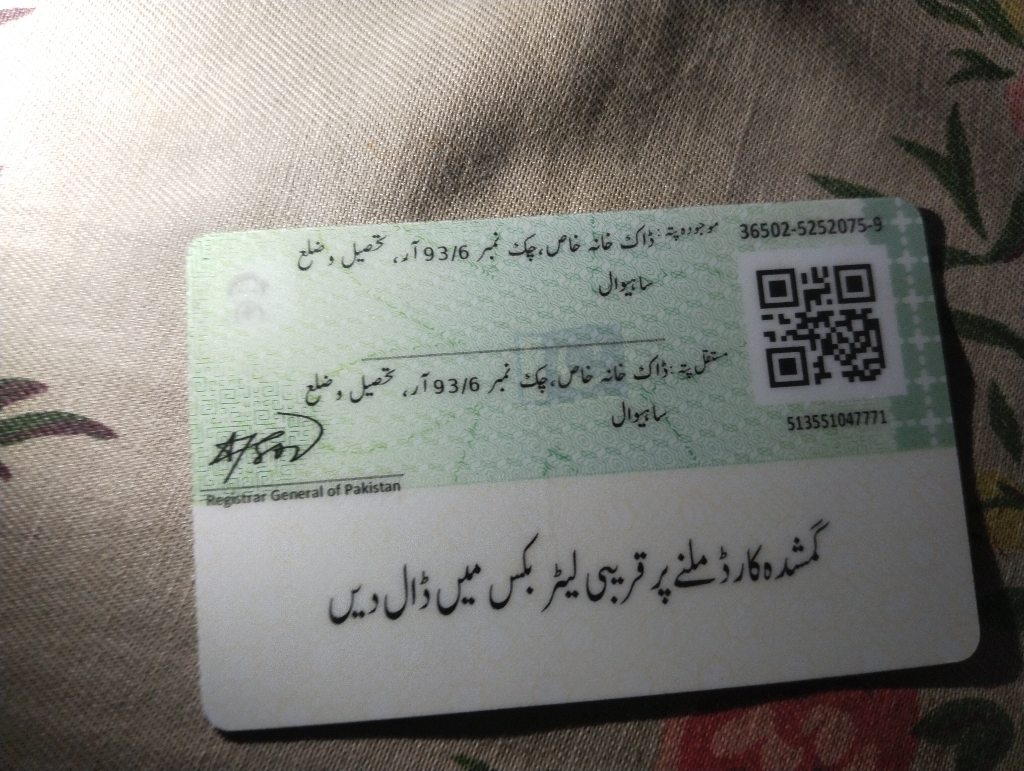 36502-5252075-9
موجودہ پتہ: ڈاک خانہ خاص، چک نمبر 93/6 آر، تحصیل و ضلع
ساہیوال
مستقل پتہ: ڈاک خانہ خاص، چک نمبر 93/6 آر، تحصیل و ضلع
ساہیوال
513551047771
Registrar General of Pakistan
گمشدہ کارڈ ملنے پر قریبی لیٹر بکس میں ڈال دیں